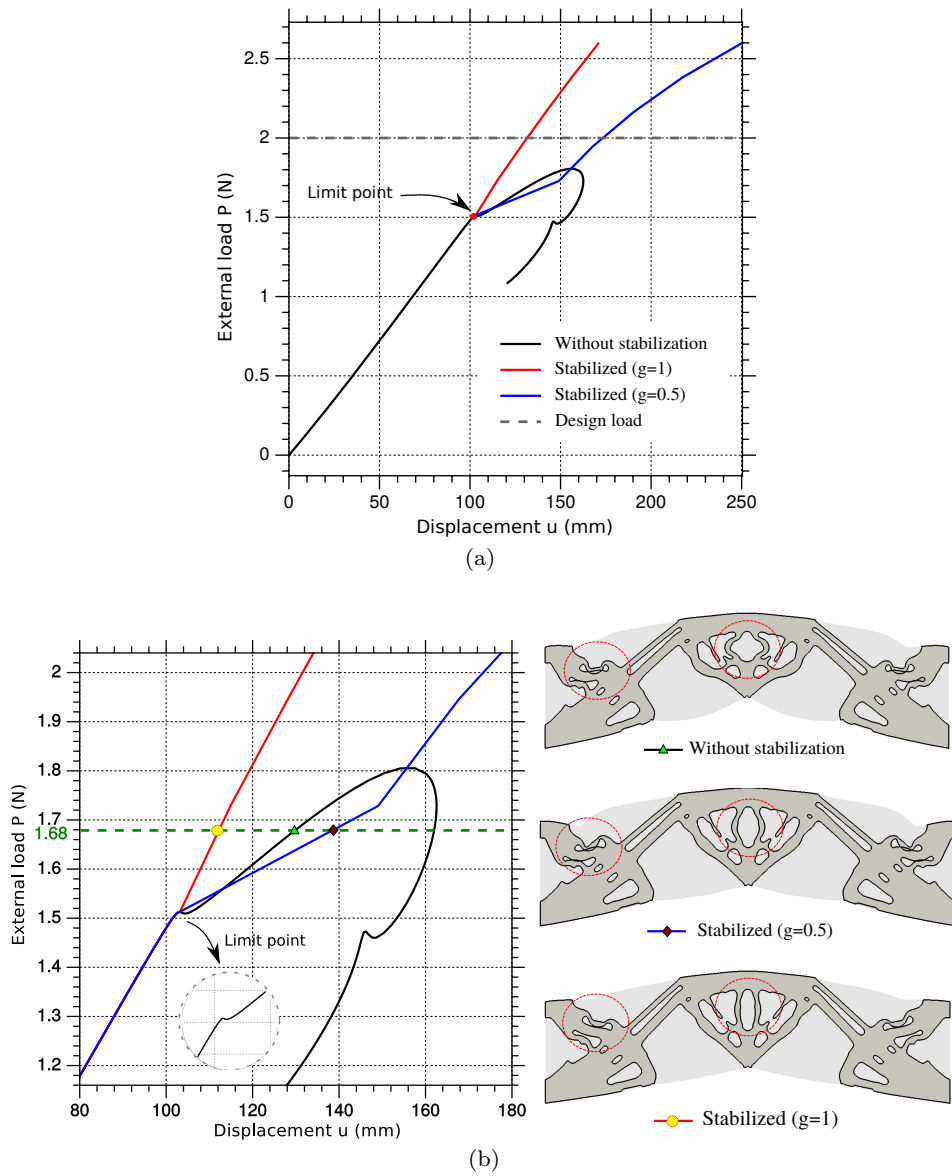 2.5
2
1.5
1
0.5
0
External load P (N)
Limit point
Without stabilization
Stabilized (g=1)
Stabilized (g=0.5)
Design load
0 50 100 150 200 250
Displacement u (mm)
(a)
2
1.9
1.8
1.7
1.68
1.6
1.5
1.4
1.3
1.2
External load P (N)
Limit point
80 100 120 140 160 180
Displacement u (mm)
Without stabilization
Stabilized (g=0.5)
Stabilized (g=1)
(b)